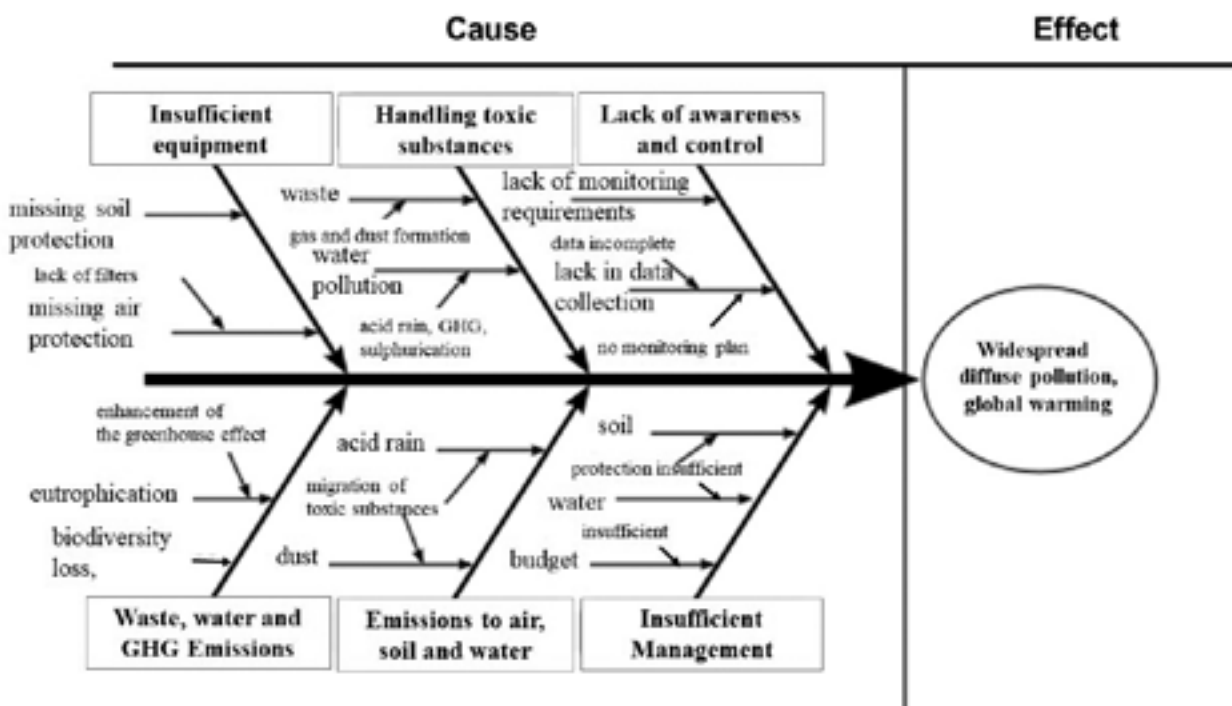 Cause
Effect
Insufficient
equipment
Handling toxic
substances
Lack of awareness
and control
missing soil
protection
lack of filters
missing air
protection
waste
gas and dust formation
water
pollution
acid rain, GHG,
sulphurication
lack of monitoring
requirements
data incomplete
lack in data
collection
no monitoring plan
Widespread
diffuse pollution,
global warming
enhancement of
the greenhouse effect
eutrophication
biodiversity
loss,
acid rain
migration of
toxic substances
dust
soil
protection insufficient
water
insufficient
budget
Waste, water and
GHG Emissions
Emissions to air,
soil and water
Insufficient
Management